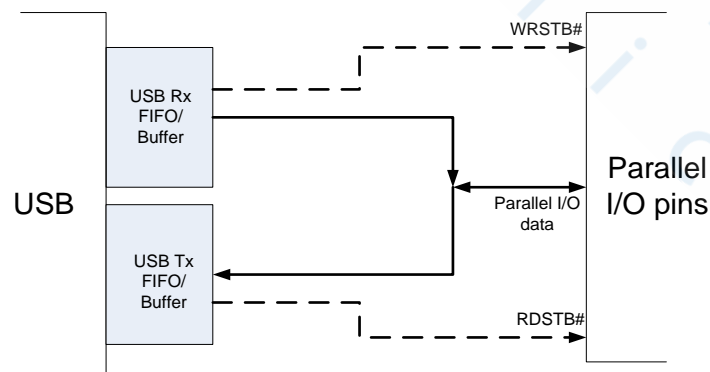 WRSTB#
USB Rx
FIFO/
Buffer
USB
Parallel I/O
data
Parallel
I/O pins
USB Tx
FIFO/
Buffer
RDSTB#